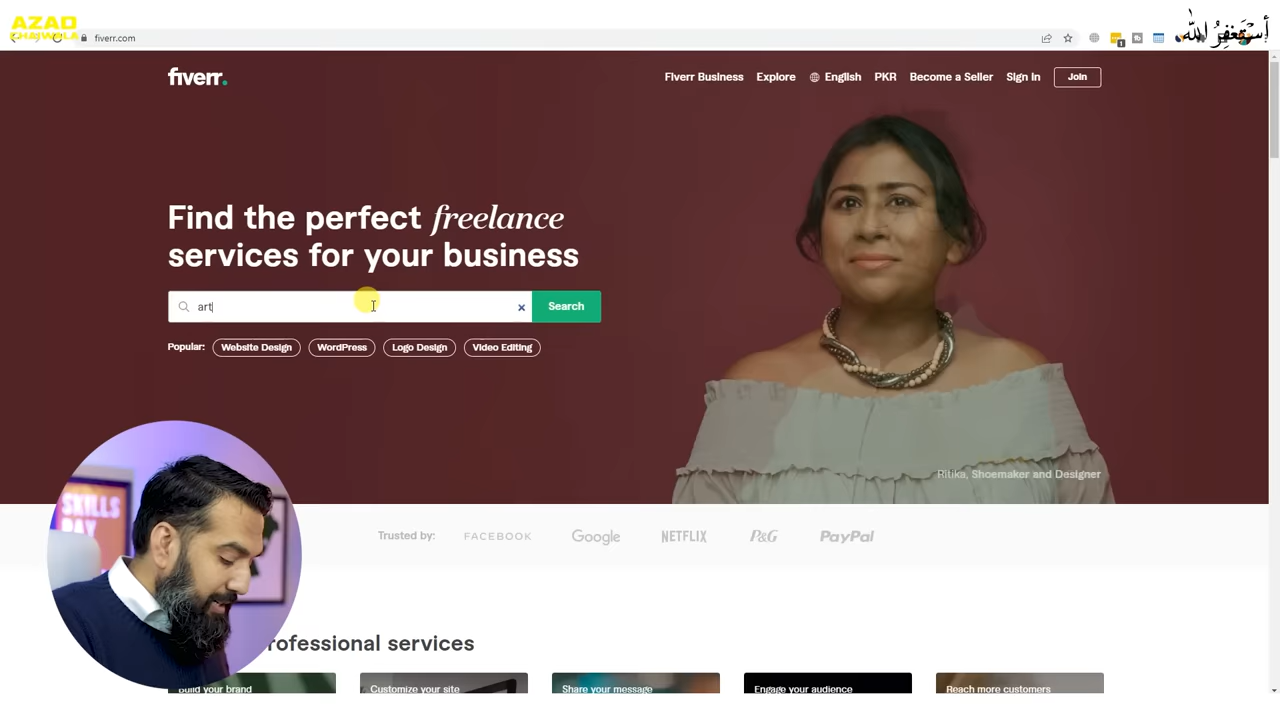 AZAD
CHAIWALA
fiverr.com
أستغفر الله
fiverr.
Fiverr Business
Explore
English
PKR
Become a Seller
Sign in
Join
Find the perfect freelance
services for your business
art
Search
Popular:
Website Design
WordPress
Logo Design
Video Editing
Ritika, Shoemaker and Designer
Trusted by:
FACEBOOK
Google
NETFLIX
P&G
PayPal
SKILLS
DAY
rofessional services
Build your brand
Customize your site
Share your message
Engage your audience
Reach more customers